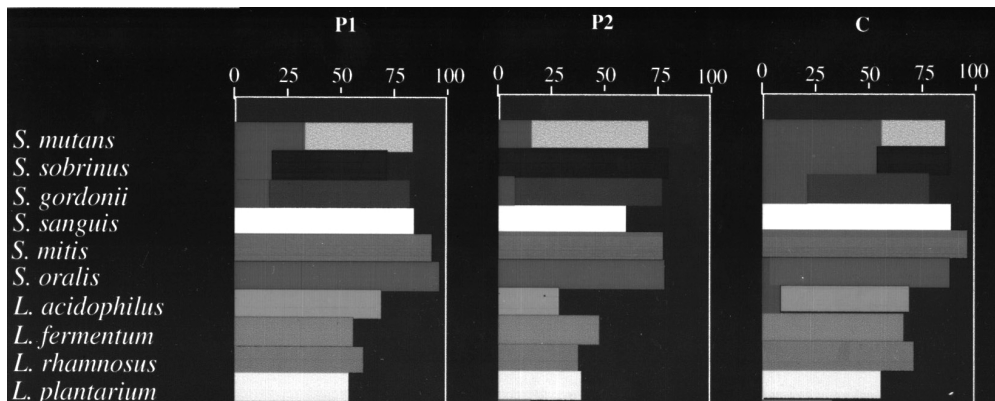 P1 P2 C
0 25 50 75 100 0 25 50 75 100 0 25 50 75 100
S. mutans
S. sobrinus
S. gordonii
S. sanguis
S. mitis
S. oralis
L. acidophilus
L. fermentum
L. rhamnosus
L. plantarium